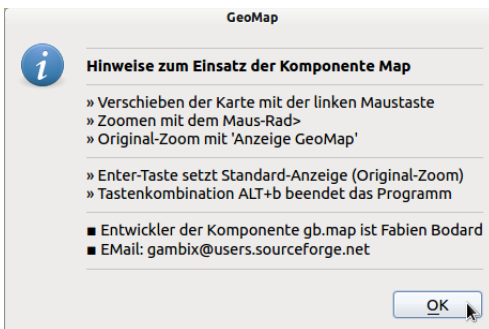 GeoMap
Hinweise zum Einsatz der Komponente Map
» Verschieben der Karte mit der linken Maustaste
» Zoomen mit dem Maus-Rad>
» Original-Zoom mit 'Anzeige GeoMap'
» Enter-Taste setzt Standard-Anzeige (Original-Zoom)
» Tastenkombination ALT+b beendet das Programm
■ Entwickler der Komponente gb.map ist Fabien Bodard
■ EMail: gambix@users.sourceforge.net
OK